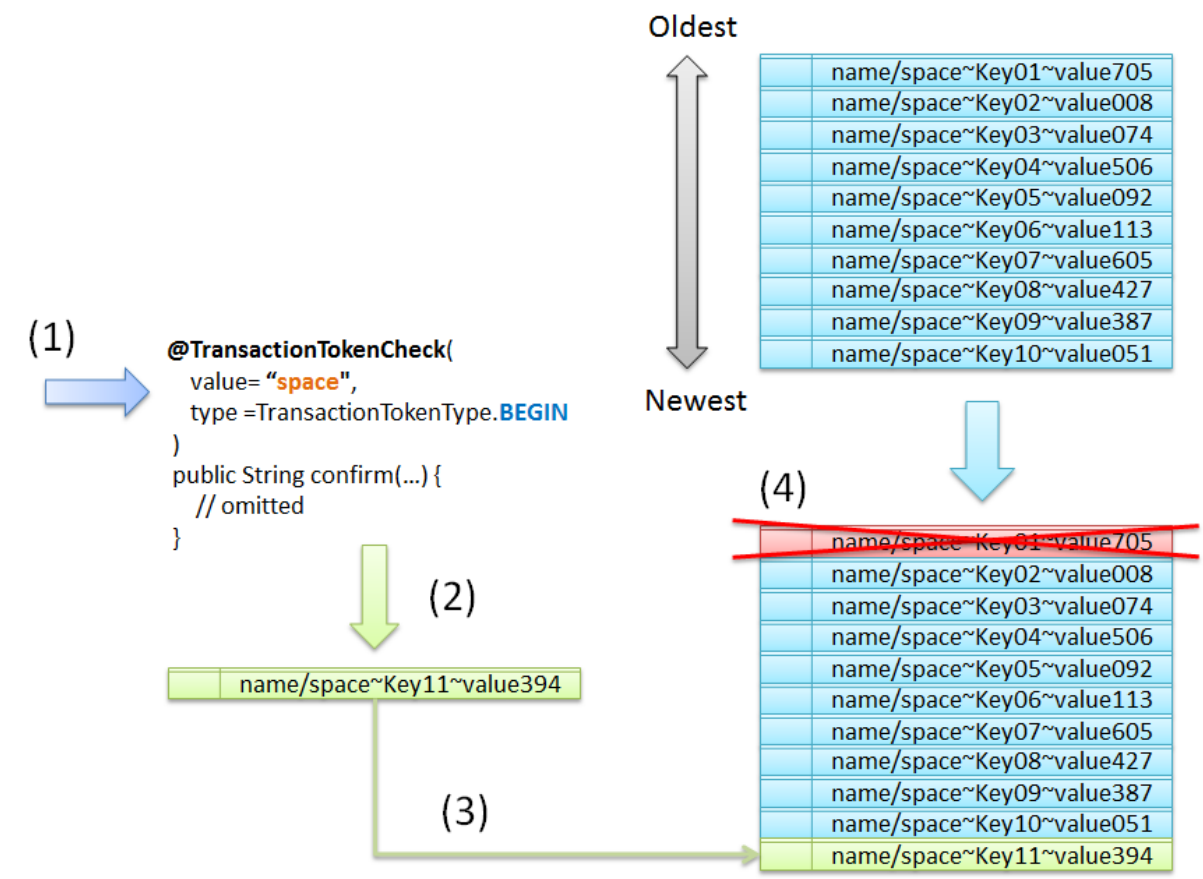 Oldest
name/space~Key01~value705
name/space~Key02~value008
name/space~Key03~value074
name/space~Key04~value506
name/space~Key05~value092
name/space~Key06~value113
name/space~Key07~value605
name/space~Key08~value427
name/space~Key09~value387
name/space~Key10~value051
Newest
(1)
@TransactionTokenCheck(
value= “space",
type =TransactionTokenType.BEGIN
)
public String confirm(...) {
// omitted
}
(2)
name/space~Key11~value394
(3)
(4)
name/space~Key01~value705
name/space~Key02~value008
name/space~Key03~value074
name/space~Key04~value506
name/space~Key05~value092
name/space~Key06~value113
name/space~Key07~value605
name/space~Key08~value427
name/space~Key09~value387
name/space~Key10~value051
name/space~Key11~value394